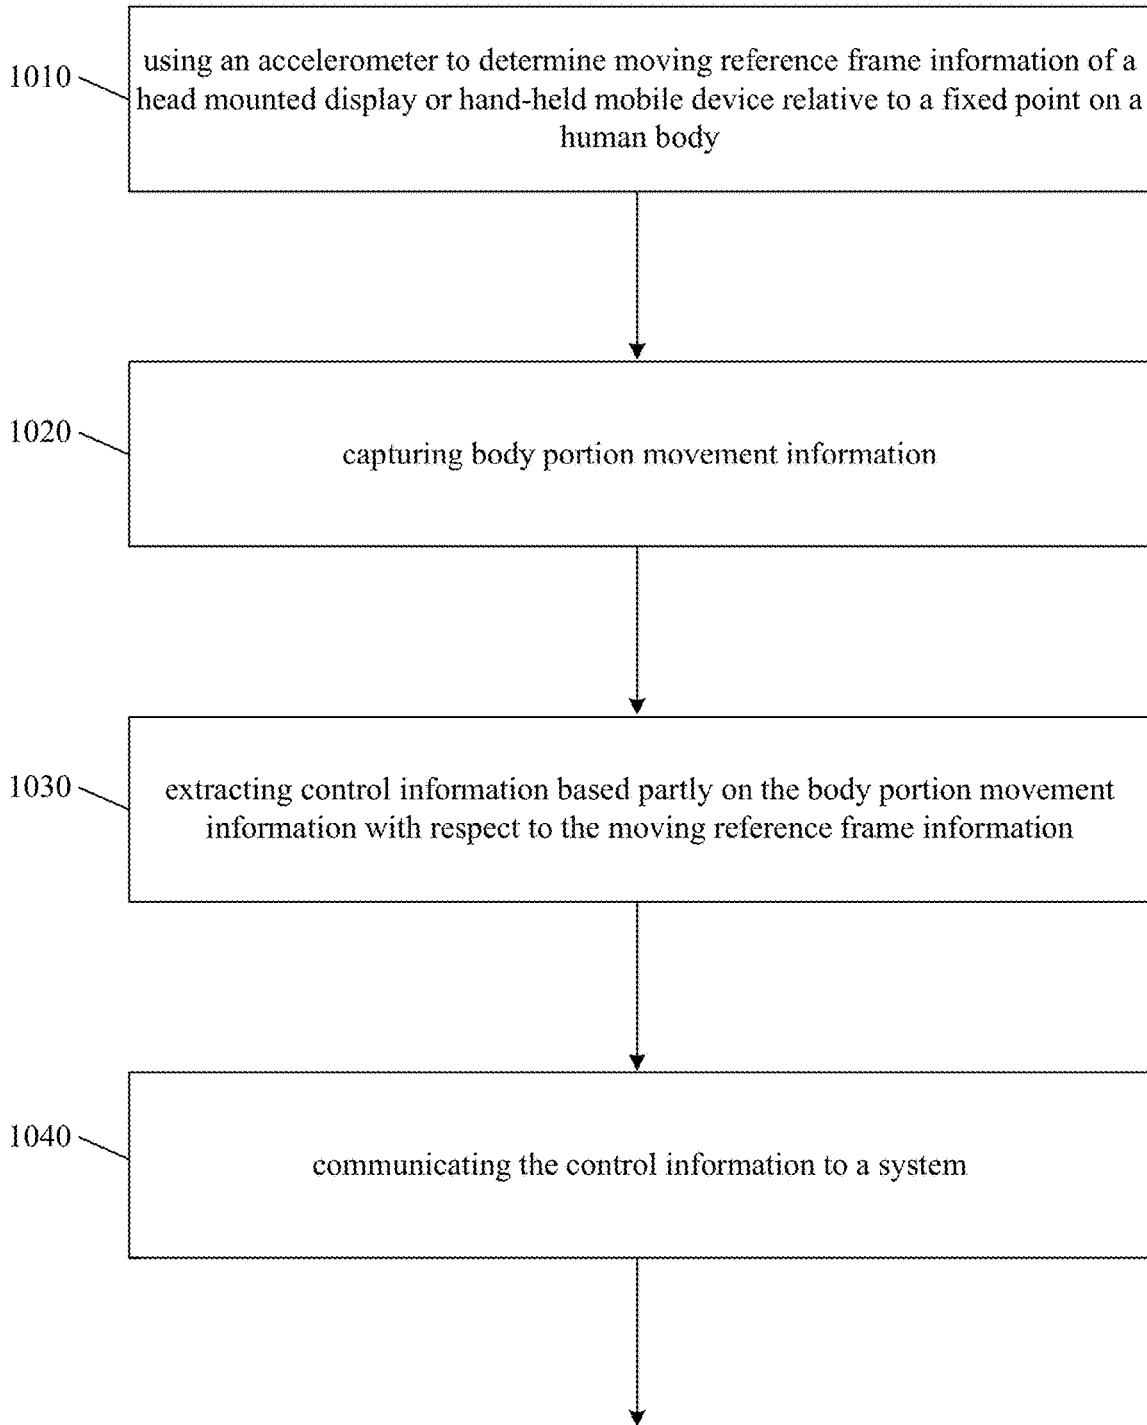 1010
using an accelerometer to determine moving reference frame information of a
head mounted display or hand-held mobile device relative to a fixed point on a
human body
1020
capturing body portion movement information
1030
extracting control information based partly on the body portion movement
information with respect to the moving reference frame information
1040
communicating the control information to a system